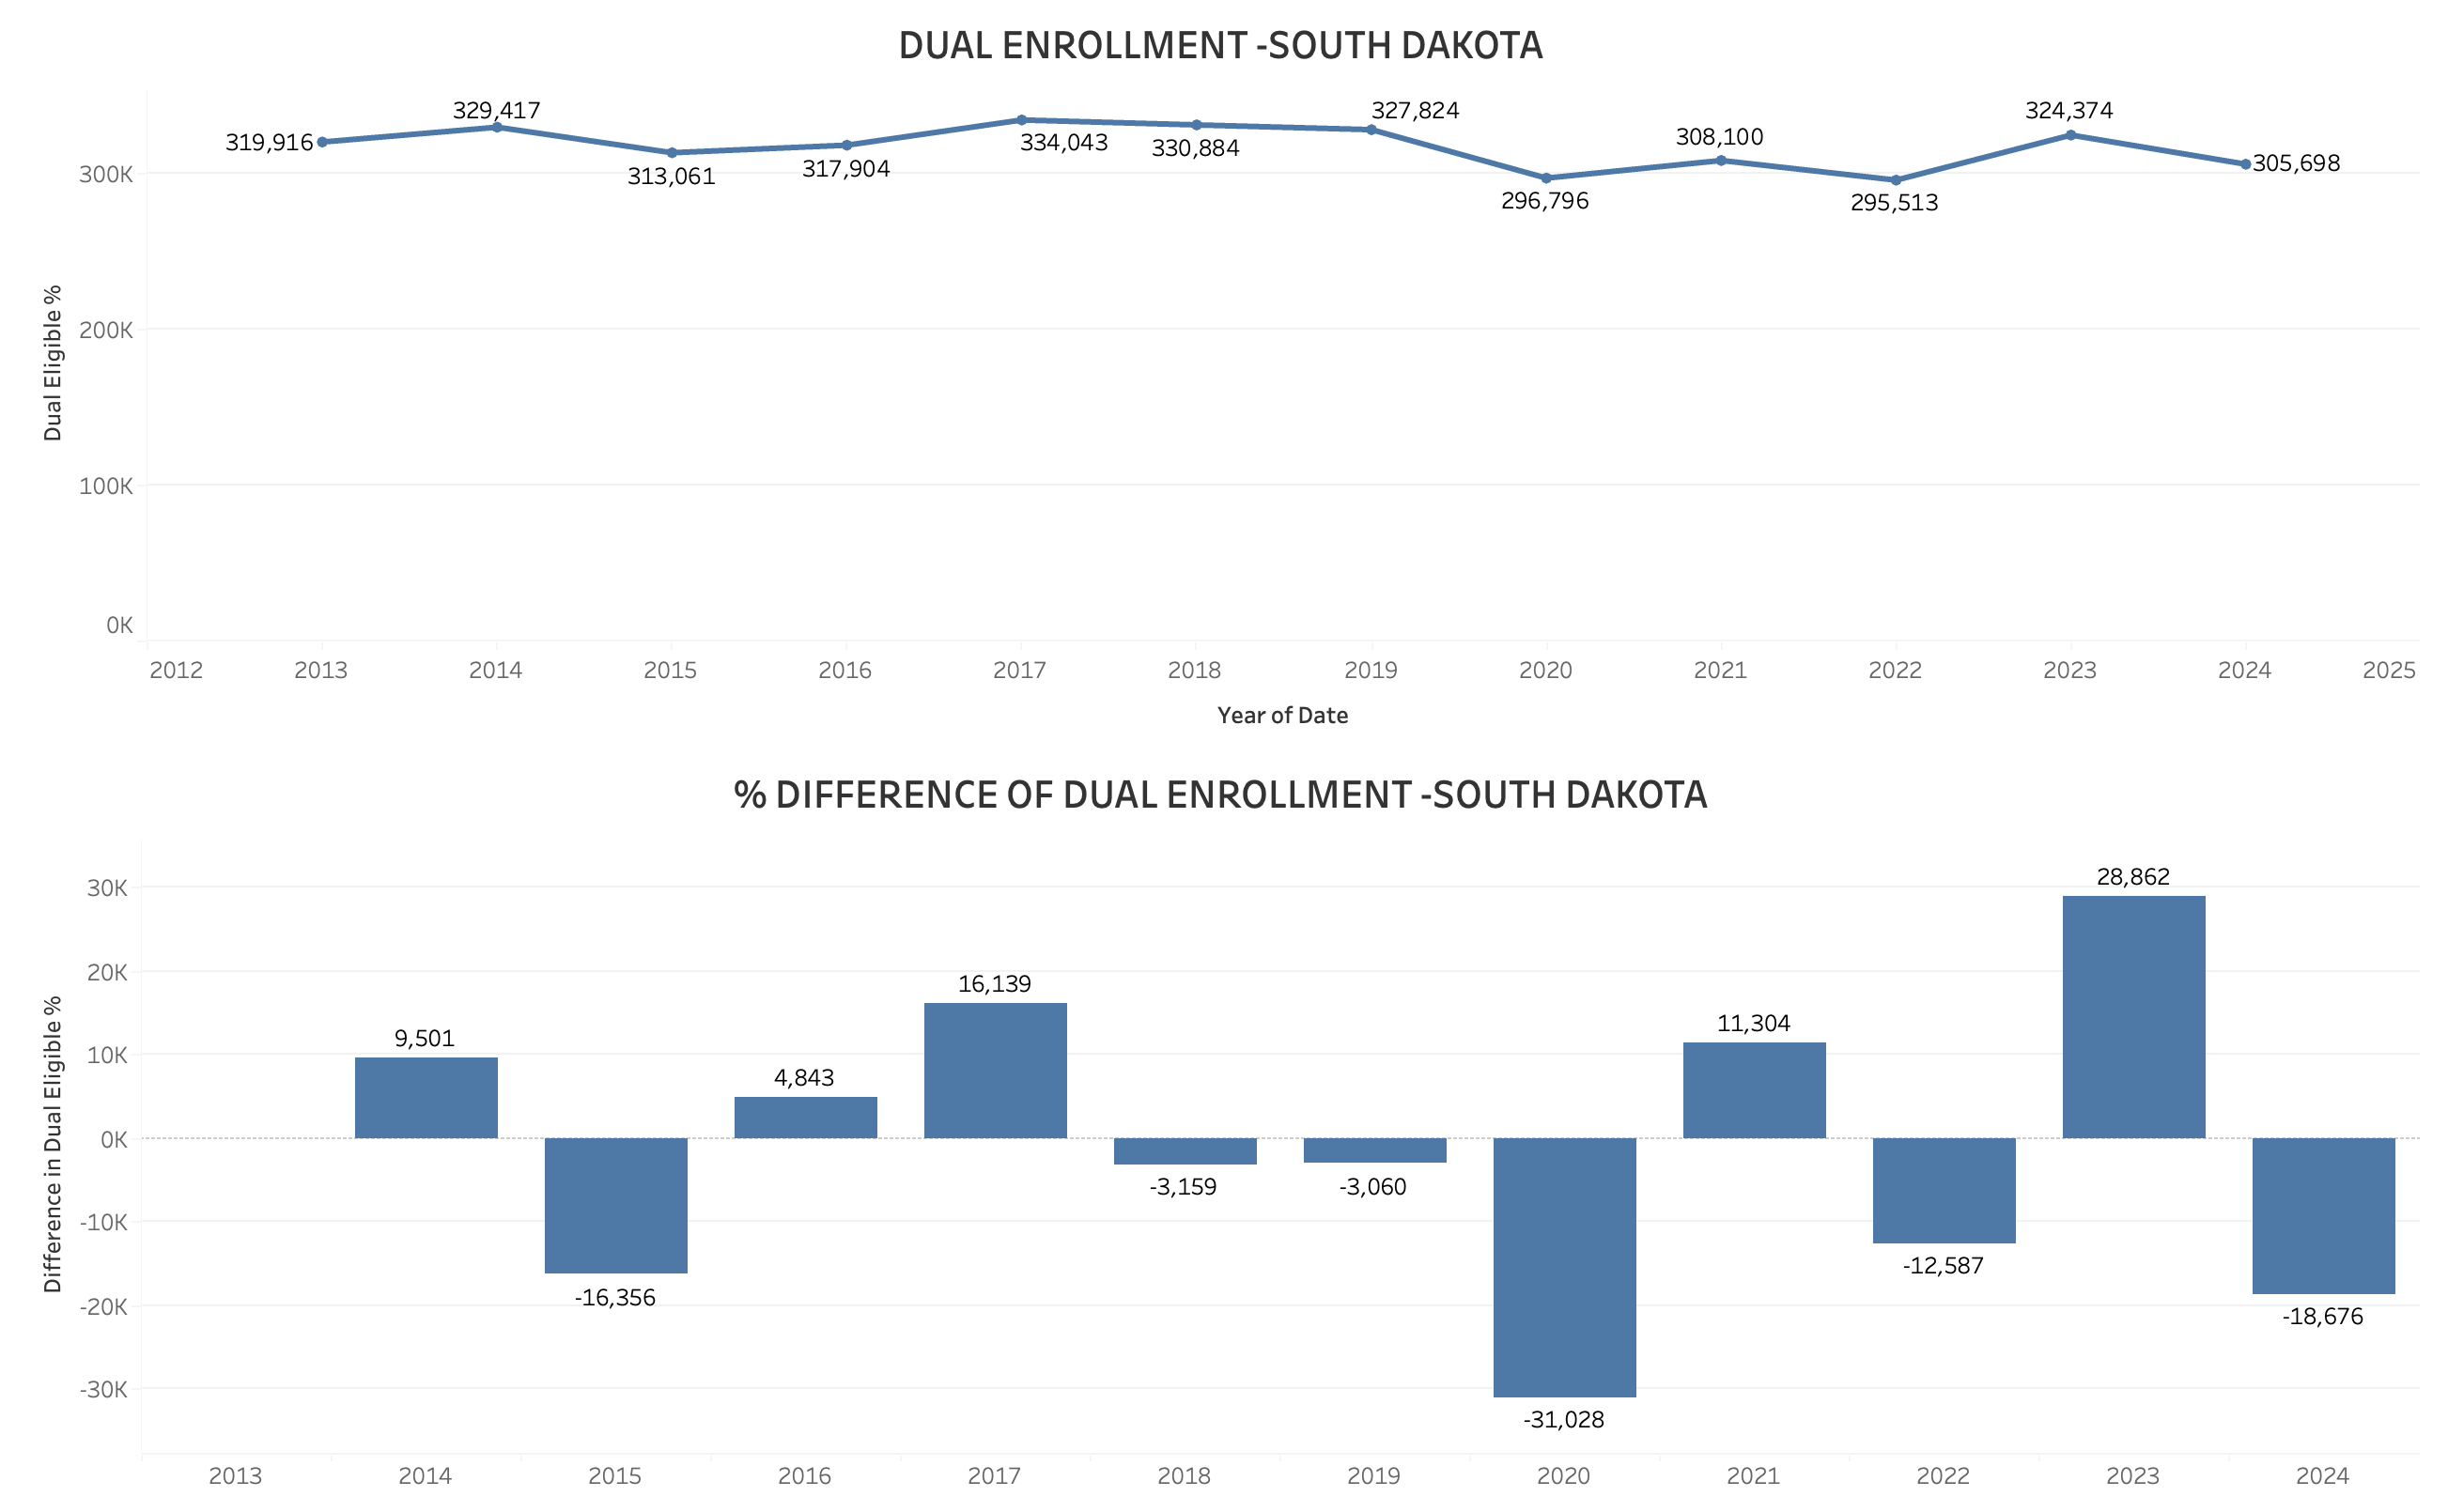 DUAL ENROLLMENT -SOUTH DAKOTA
Dual Eligible %
300K
200K
100K
0K
319,916
329,417
313,061
317,904
334,043
330,884
327,824
296,796
308,100
295,513
324,374
305,698
2012 2013 2014 2015 2016 2017 2018 2019 2020 2021 2022 2023 2024 2025
Year of Date
% DIFFERENCE OF DUAL ENROLLMENT -SOUTH DAKOTA
Difference in Dual Eligible %
30K
20K
10K
0K
-10K
-20K
-30K
9,501
-16,356
4,843
16,139
-3,159
-3,060
-31,028
11,304
-12,587
28,862
-18,676
2013 2014 2015 2016 2017 2018 2019 2020 2021 2022 2023 2024